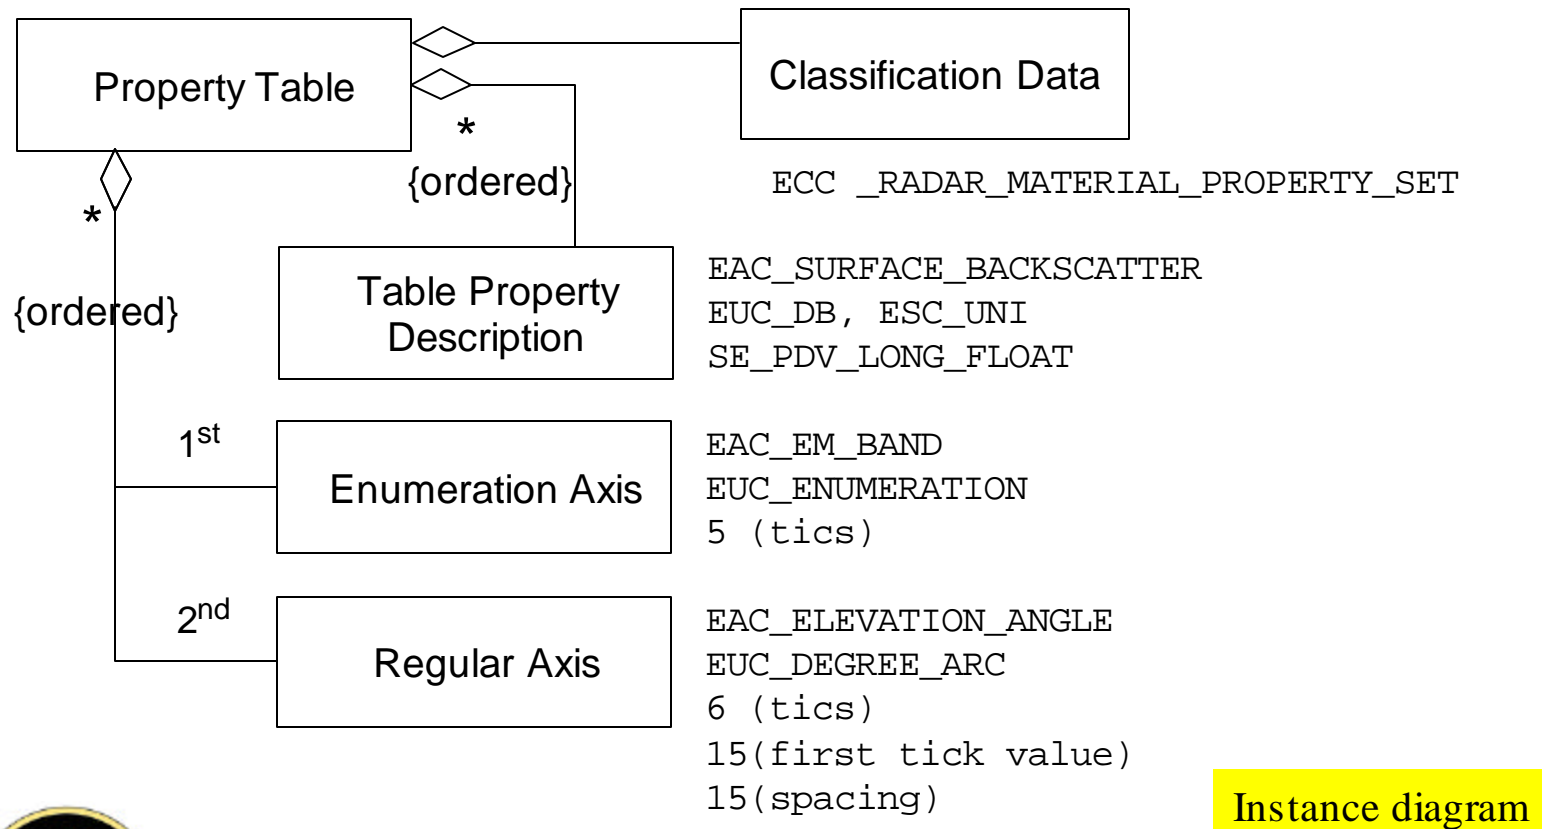 Property Table
Classification Data
*
{ordered}
ECC _RADAR_MATERIAL_PROPERTY_SET
*
{ordered}
Table Property
Description
EAC_SURFACE_BACKSCATTER
EUC_DB, ESC_UNI
SE_PDV_LONG_FLOAT
1st
Enumeration Axis
EAC_EM_BAND
EUC_ENUMERATION
5 (tics)
2nd
Regular Axis
EAC_ELEVATION_ANGLE
EUC_DEGREE_ARC
6 (tics)
15(first tick value)
15(spacing)
Instance diagram